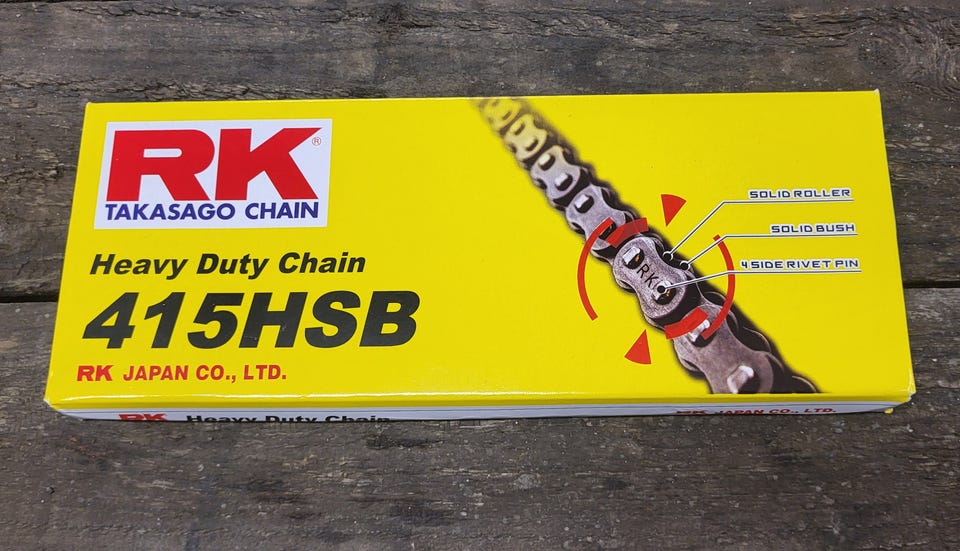 RK®
TAKASAGO CHAIN
Heavy Duty Chain
415HSB
RK JAPAN CO., LTD.
SOLID ROLLER
SOLID BUSH
4 SIDE RIVET PIN
RK
RK Heavy Duty Chain
RK JAPAN CO., LTD.